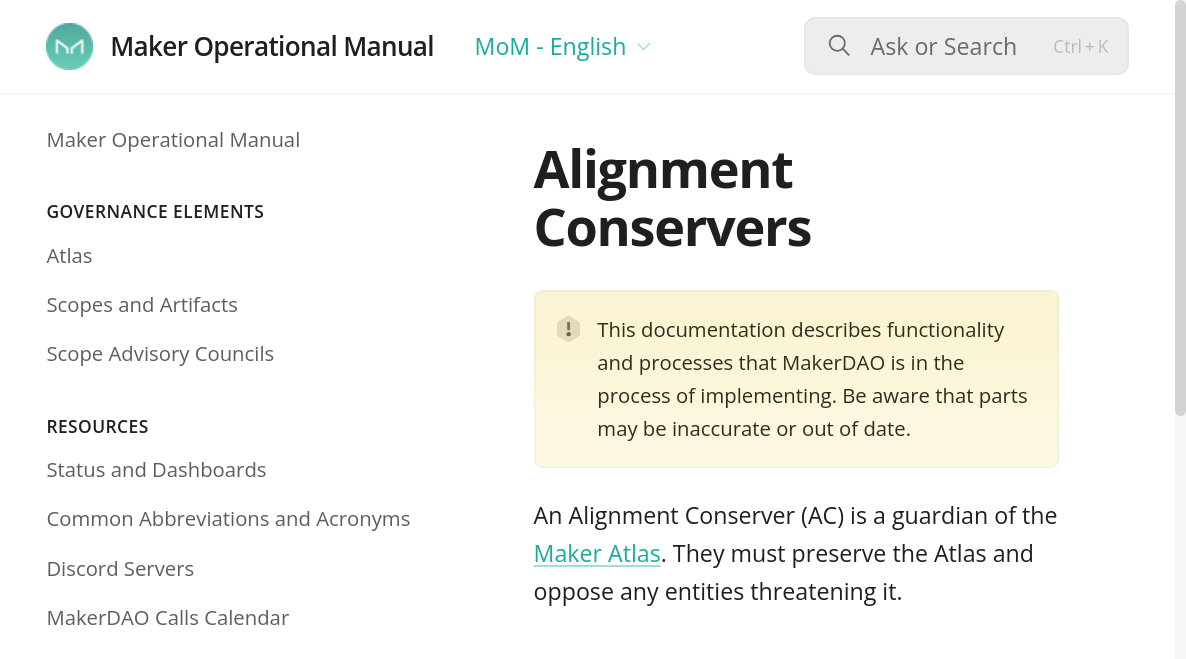 Maker Operational Manual
MoM - English
Ask or Search
Ctrl + K
Maker Operational Manual
GOVERNANCE ELEMENTS
Atlas
Scopes and Artifacts
Scope Advisory Councils
RESOURCES
Status and Dashboards
Common Abbreviations and Acronyms
Discord Servers
MakerDAO Calls Calendar
Alignment
Conservers
This documentation describes functionality
and processes that MakerDAO is in the
process of implementing. Be aware that parts
may be inaccurate or out of date.
An Alignment Conserver (AC) is a guardian of the
Maker Atlas. They must preserve the Atlas and
oppose any entities threatening it.